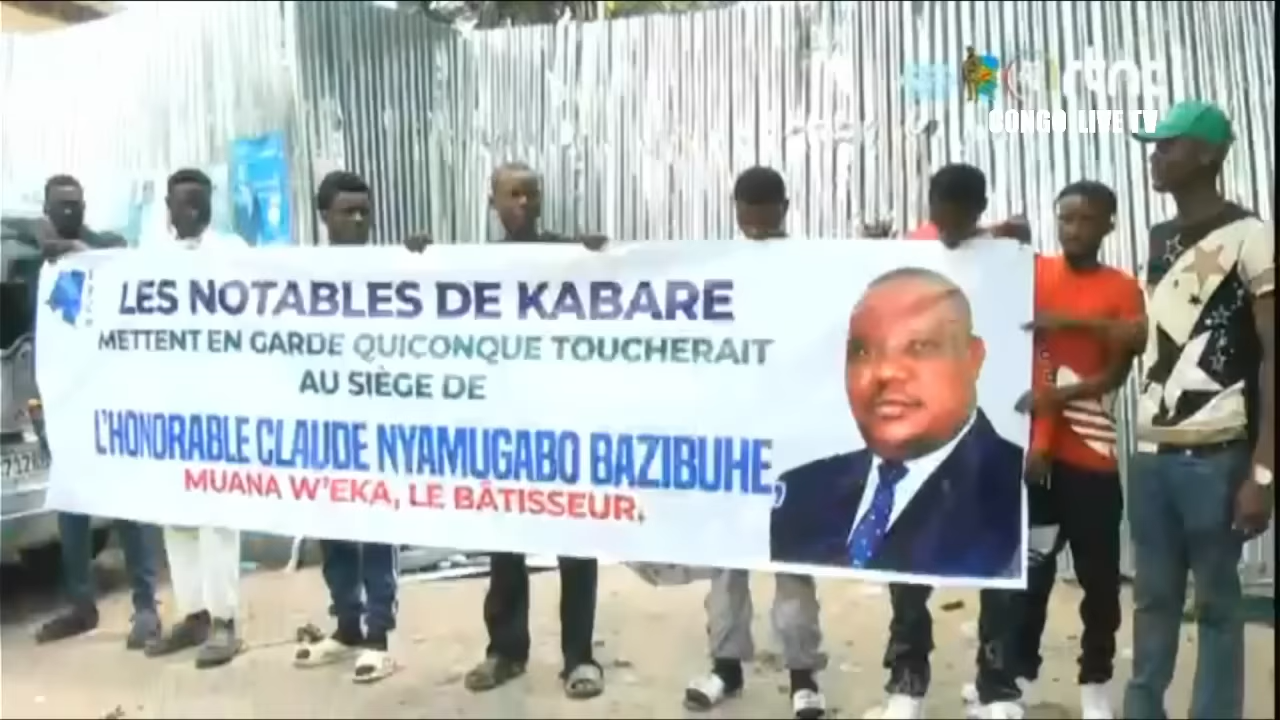 CONGO LIVE TV
LES NOTABLES DE KABARE
METTENT EN GARDE QUICONQUE TOUCHERAIT
AU SIÈGE DE
L'HONORABLE CLAUDE NYAMUGABO BAZIBUHE,
MUANA W'EKA, LE BÂTISSEUR.